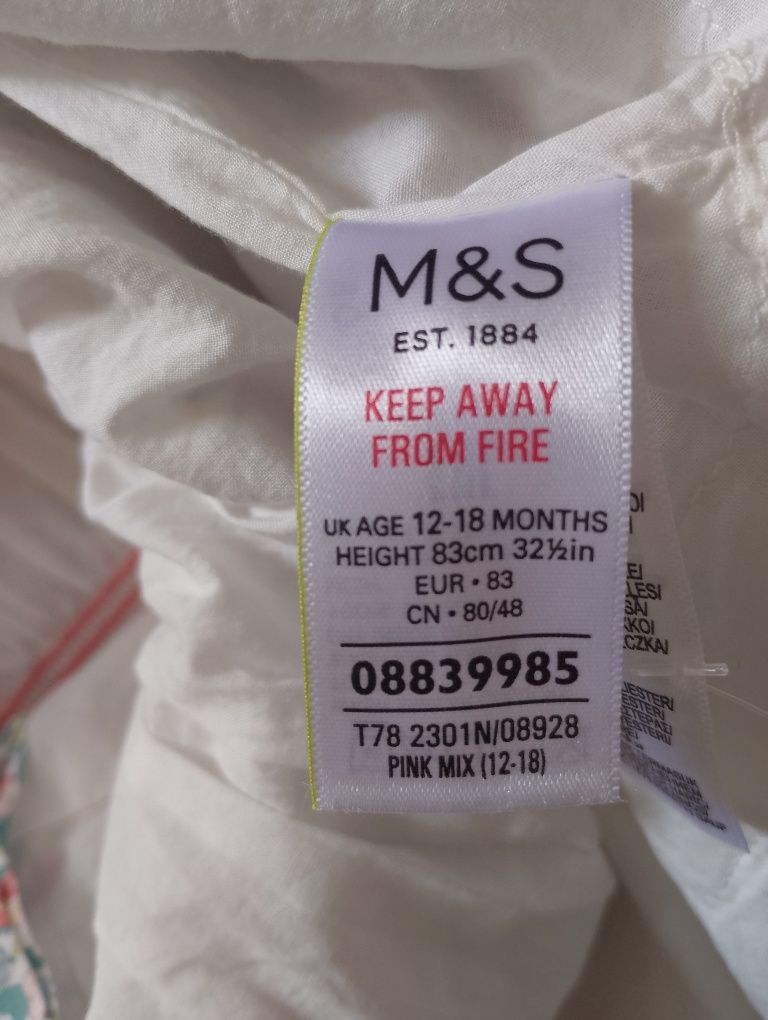 M&S
EST. 1884
KEEP AWAY
FROM FIRE
UK AGE 12-18 MONTHS
HEIGHT 83cm 32½in
EUR • 83
CN • 80/48
08839985
T78 2301N/08928
PINK MIX (12-18)